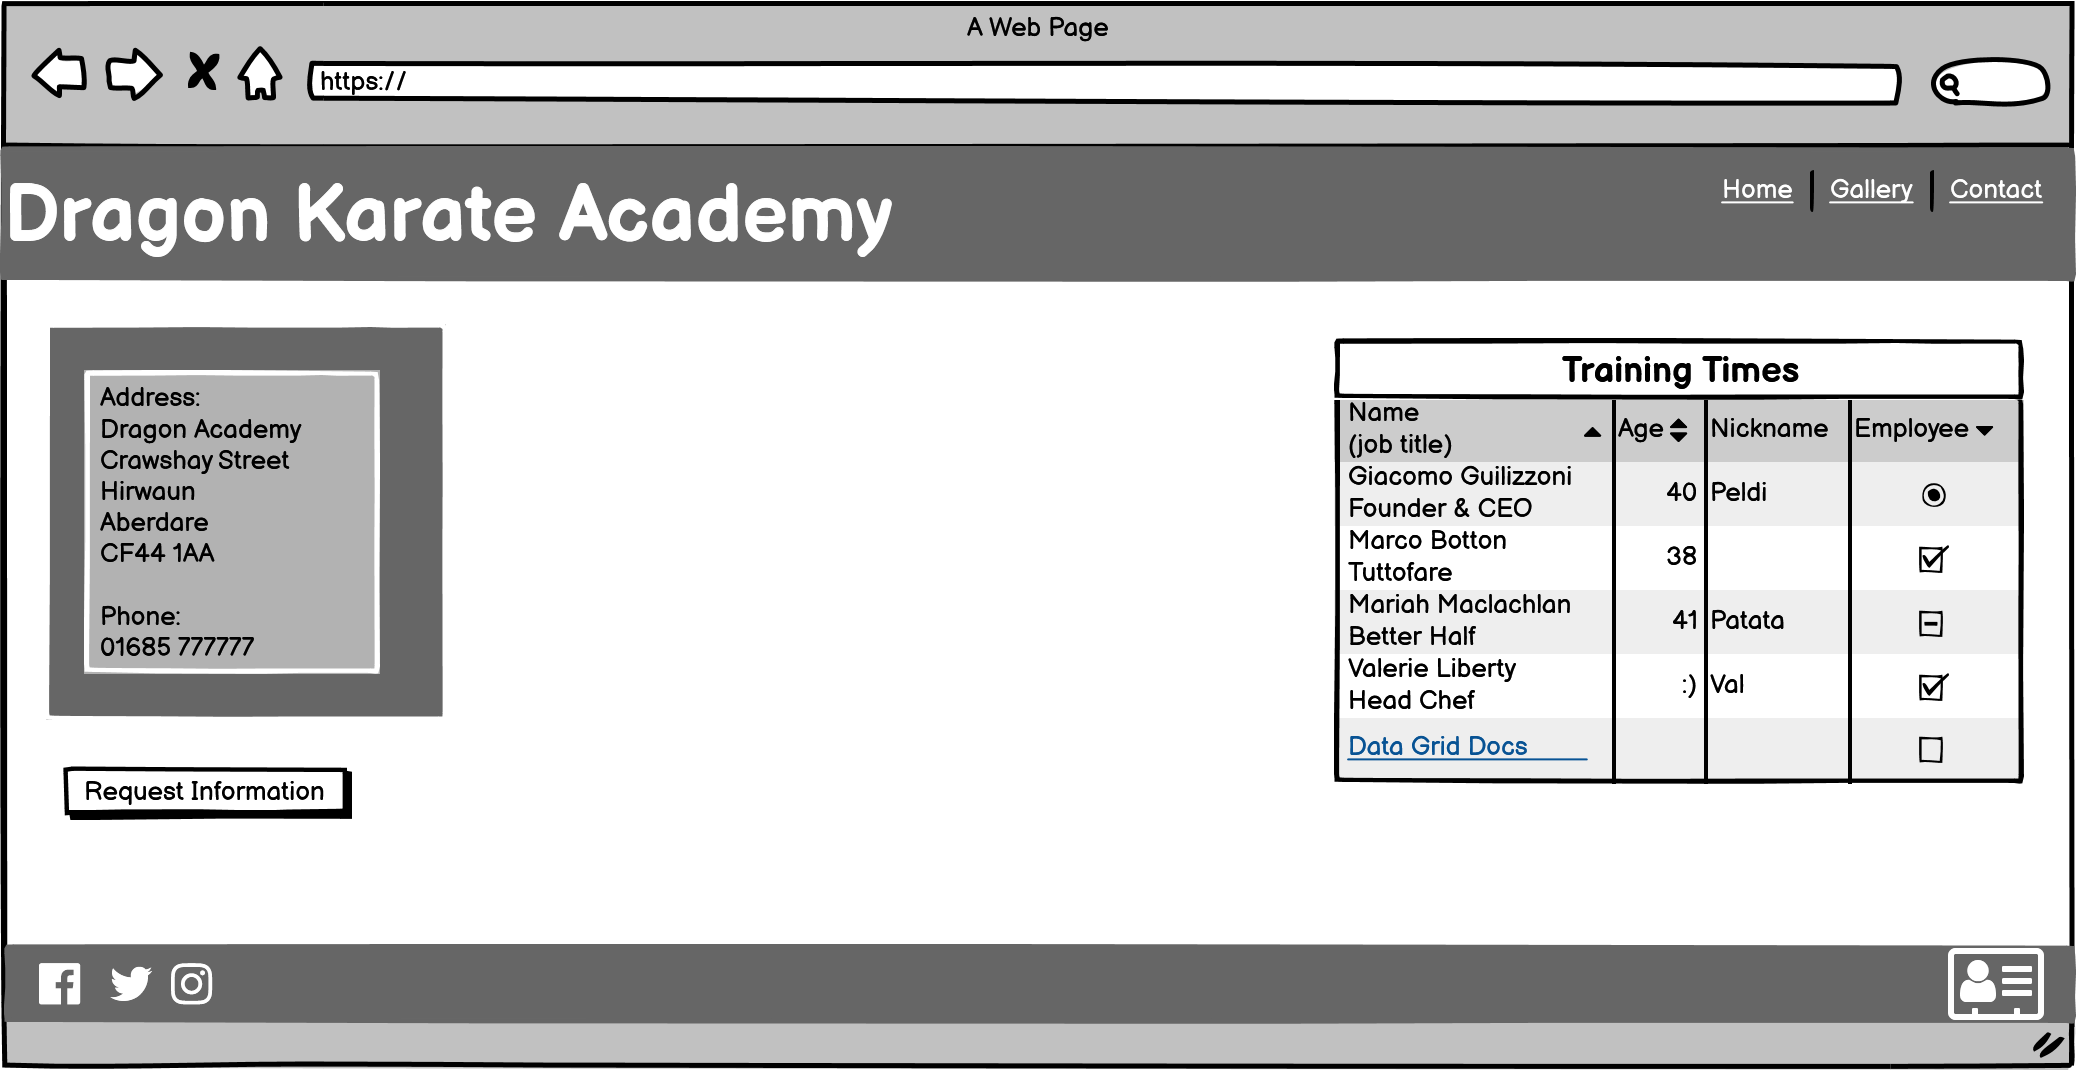 A Web Page
https://
Dragon Karate Academy
Home
Gallery
Contact
Address:
Dragon Academy
Crawshay Street
Hirwaun
Aberdare
CF44 1AA
Phone:
01685 777777
Request Information
Training Times
Name
(job title)
Age
Nickname
Employee
Giacomo Guilizzoni
Founder & CEO
40
Peldi
Marco Botton
Tuttofare
38
Mariah Maclachlan
Better Half
41
Patata
Valerie Liberty
Head Chef
:)
Val
Data Grid Docs